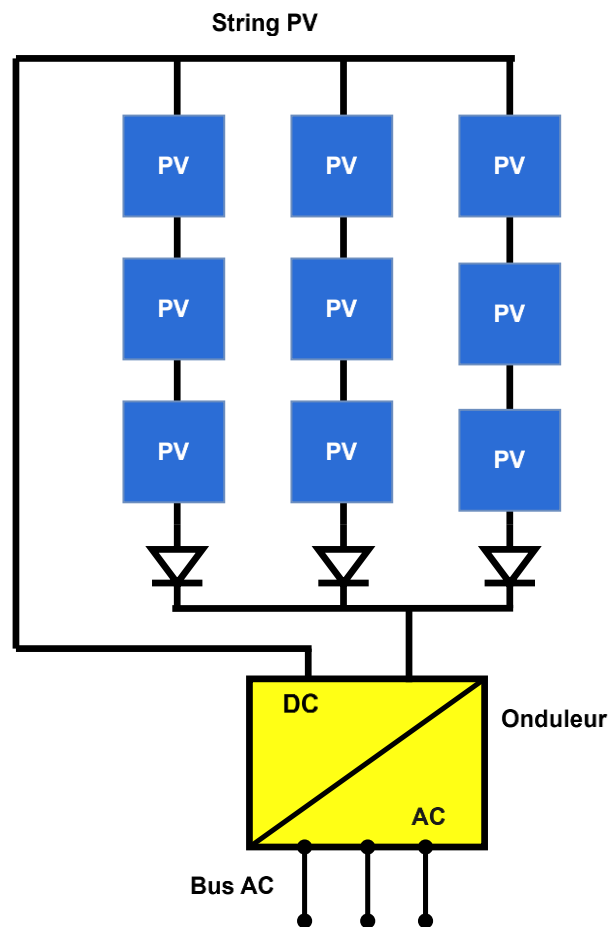 String PV
PV PV PV
PV PV PV
PV PV PV
DC
Onduleur
AC
Bus AC